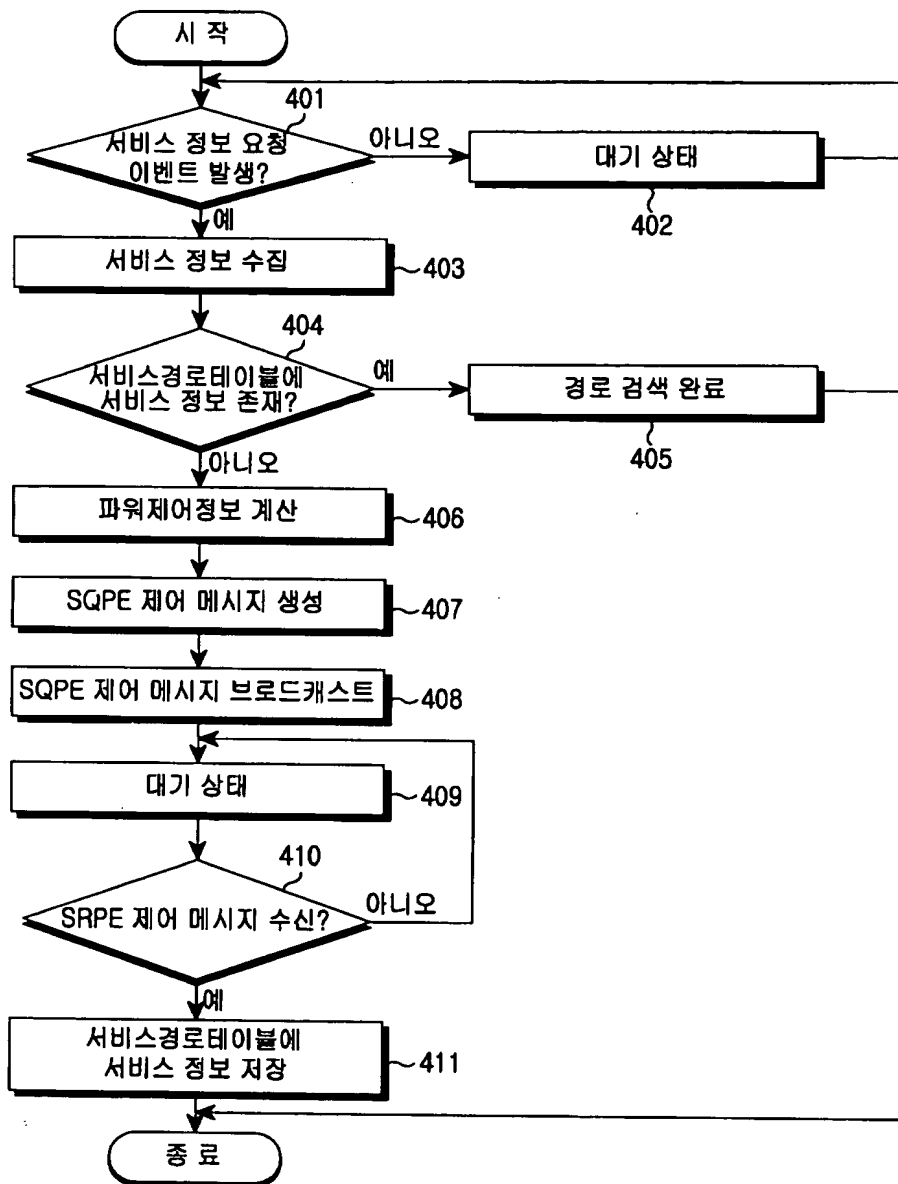 시 작
401
서비스 정보 요청
이벤트 발생?
아니오
대기 상태
402
예
서비스 정보 수집
403
404
서비스경로테이블에
서비스 정보 존재?
예
경로 검색 완료
405
아니오
파워제어정보 계산
406
SQPE 제어 메시지 생성
407
SQPE 제어 메시지 브로드캐스트
408
대기 상태
409
410
SRPE 제어 메시지 수신?
아니오
예
서비스경로테이블에
서비스 정보 저장
411
종 료